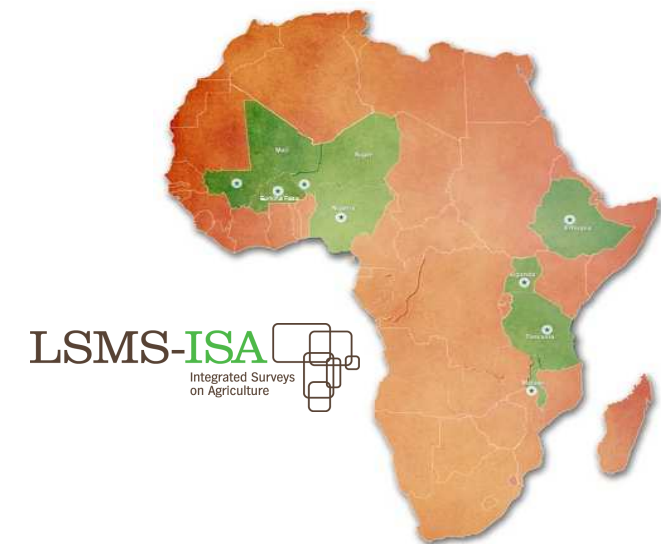 Mali
Niger
Burkina Faso
Nigeria
Ethiopia
Uganda
Tanzania
Malawi
LSMS-ISA
Integrated Surveys
on Agriculture